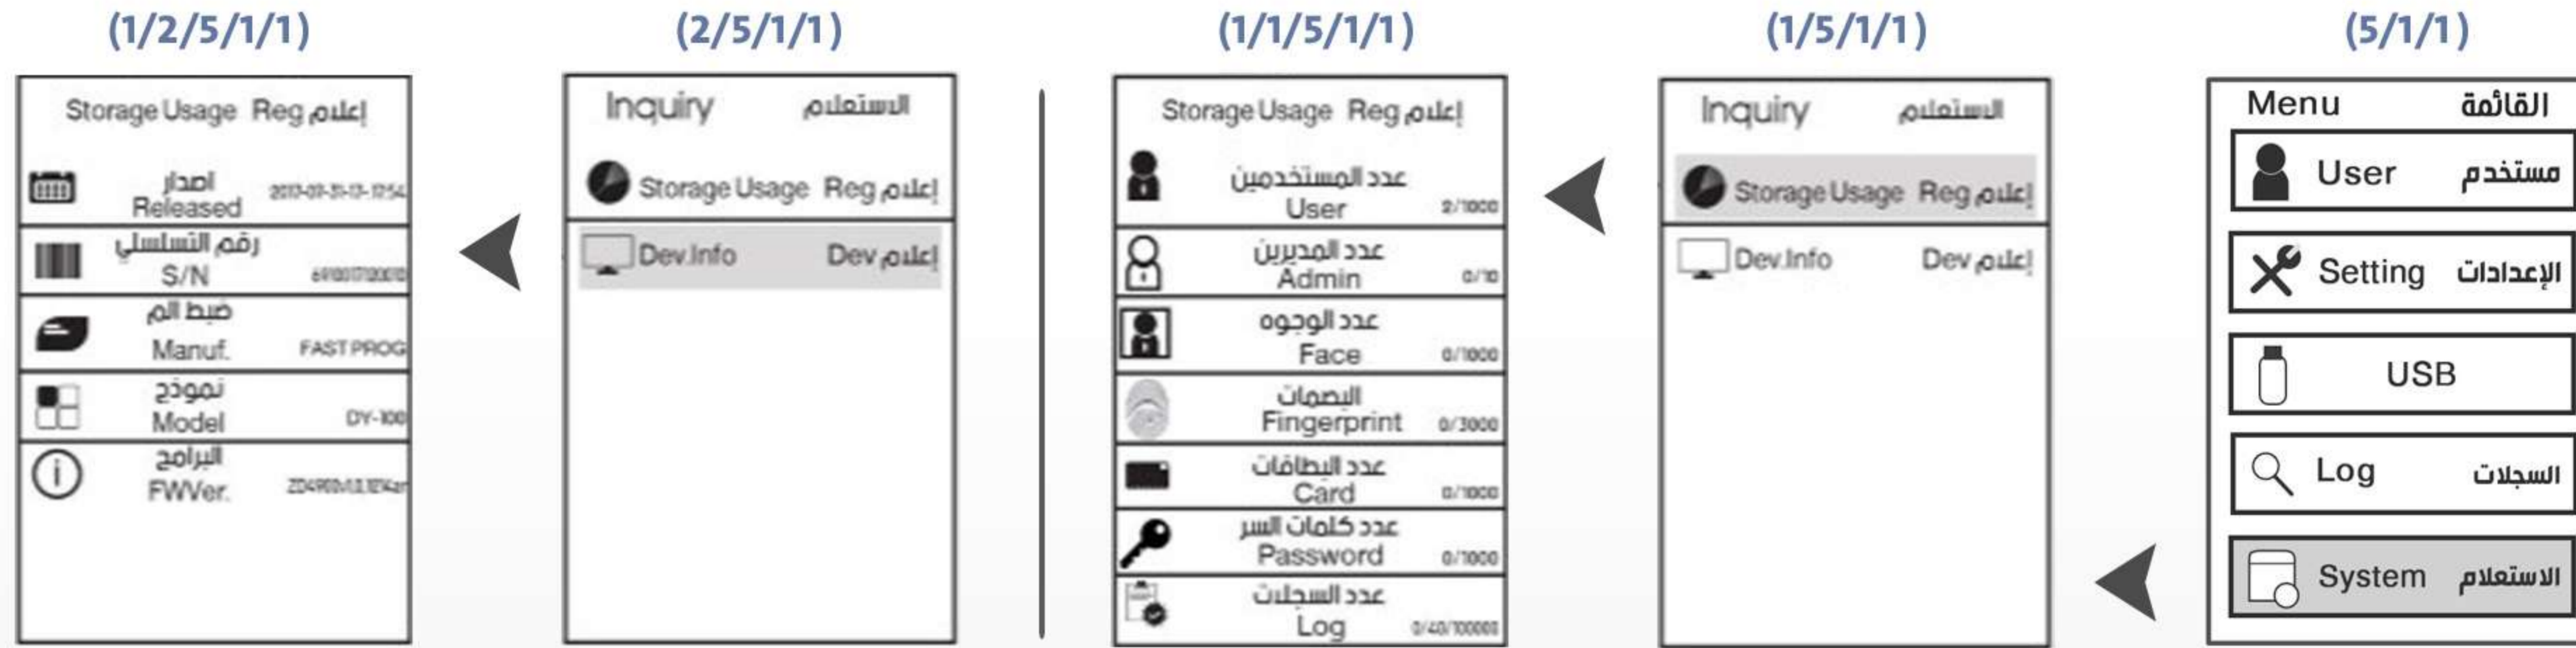 (5/1/1)
Menu القائمة
User مستخدم
Setting الإعدادات
USB
Log السجلات
System الاستعلام
(1/5/1/1)
Inquiry الاستعلام
Storage Usage Reg إعلام
Dev.Info Dev إعلام
(1/1/5/1/1)
Storage Usage Reg إعلام
عدد المستخدمين
User 2/1000
عدد المديرين
Admin 0/10
عدد الوجوه
Face 0/1000
البصمات
Fingerprint 0/3000
عدد البطاقات
Card 0/1000
عدد كلمات السر
Password 0/1000
عدد السجلات
Log
(2/5/1/1)
Inquiry الاستعلام
Storage Usage Reg إعلام
Dev.Info Dev إعلام
(1/2/5/1/1)
Storage Usage Reg إعلام
اصدار
Released
رقم التسلسلي
S/N
ضبط الم
Manuf. FAST PROG
نموذج
Model DY-100
البرامج
FWVer.